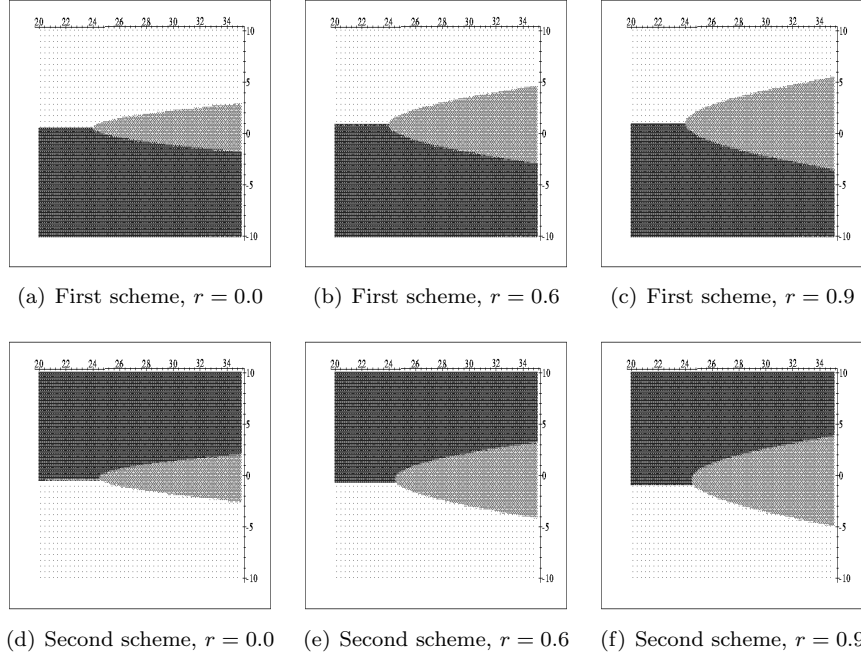 20 22 24 26 28 30 32 34
10
5
0
-5
-10
20 22 24 26 28 30 32 34
10
5
0
-5
-10
20 22 24 26 28 30 32 34
10
5
0
-5
-10
(a) First scheme, r = 0.0
(b) First scheme, r = 0.6
(c) First scheme, r = 0.9
20 22 24 26 28 30 32 34
10
5
0
-5
-10
20 22 24 26 28 30 32 34
10
5
0
-5
-10
20 22 24 26 28 30 32 34
10
5
0
-5
-10
(d) Second scheme, r = 0.0
(e) Second scheme, r = 0.6
(f) Second scheme, r = 0.9